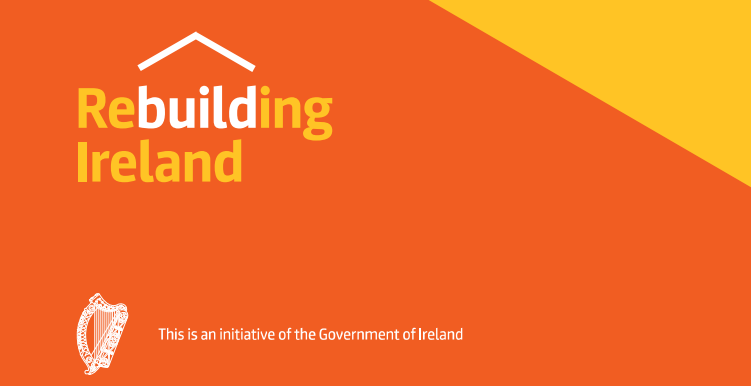 Rebuilding
Ireland
This is an initiative of the Government of Ireland